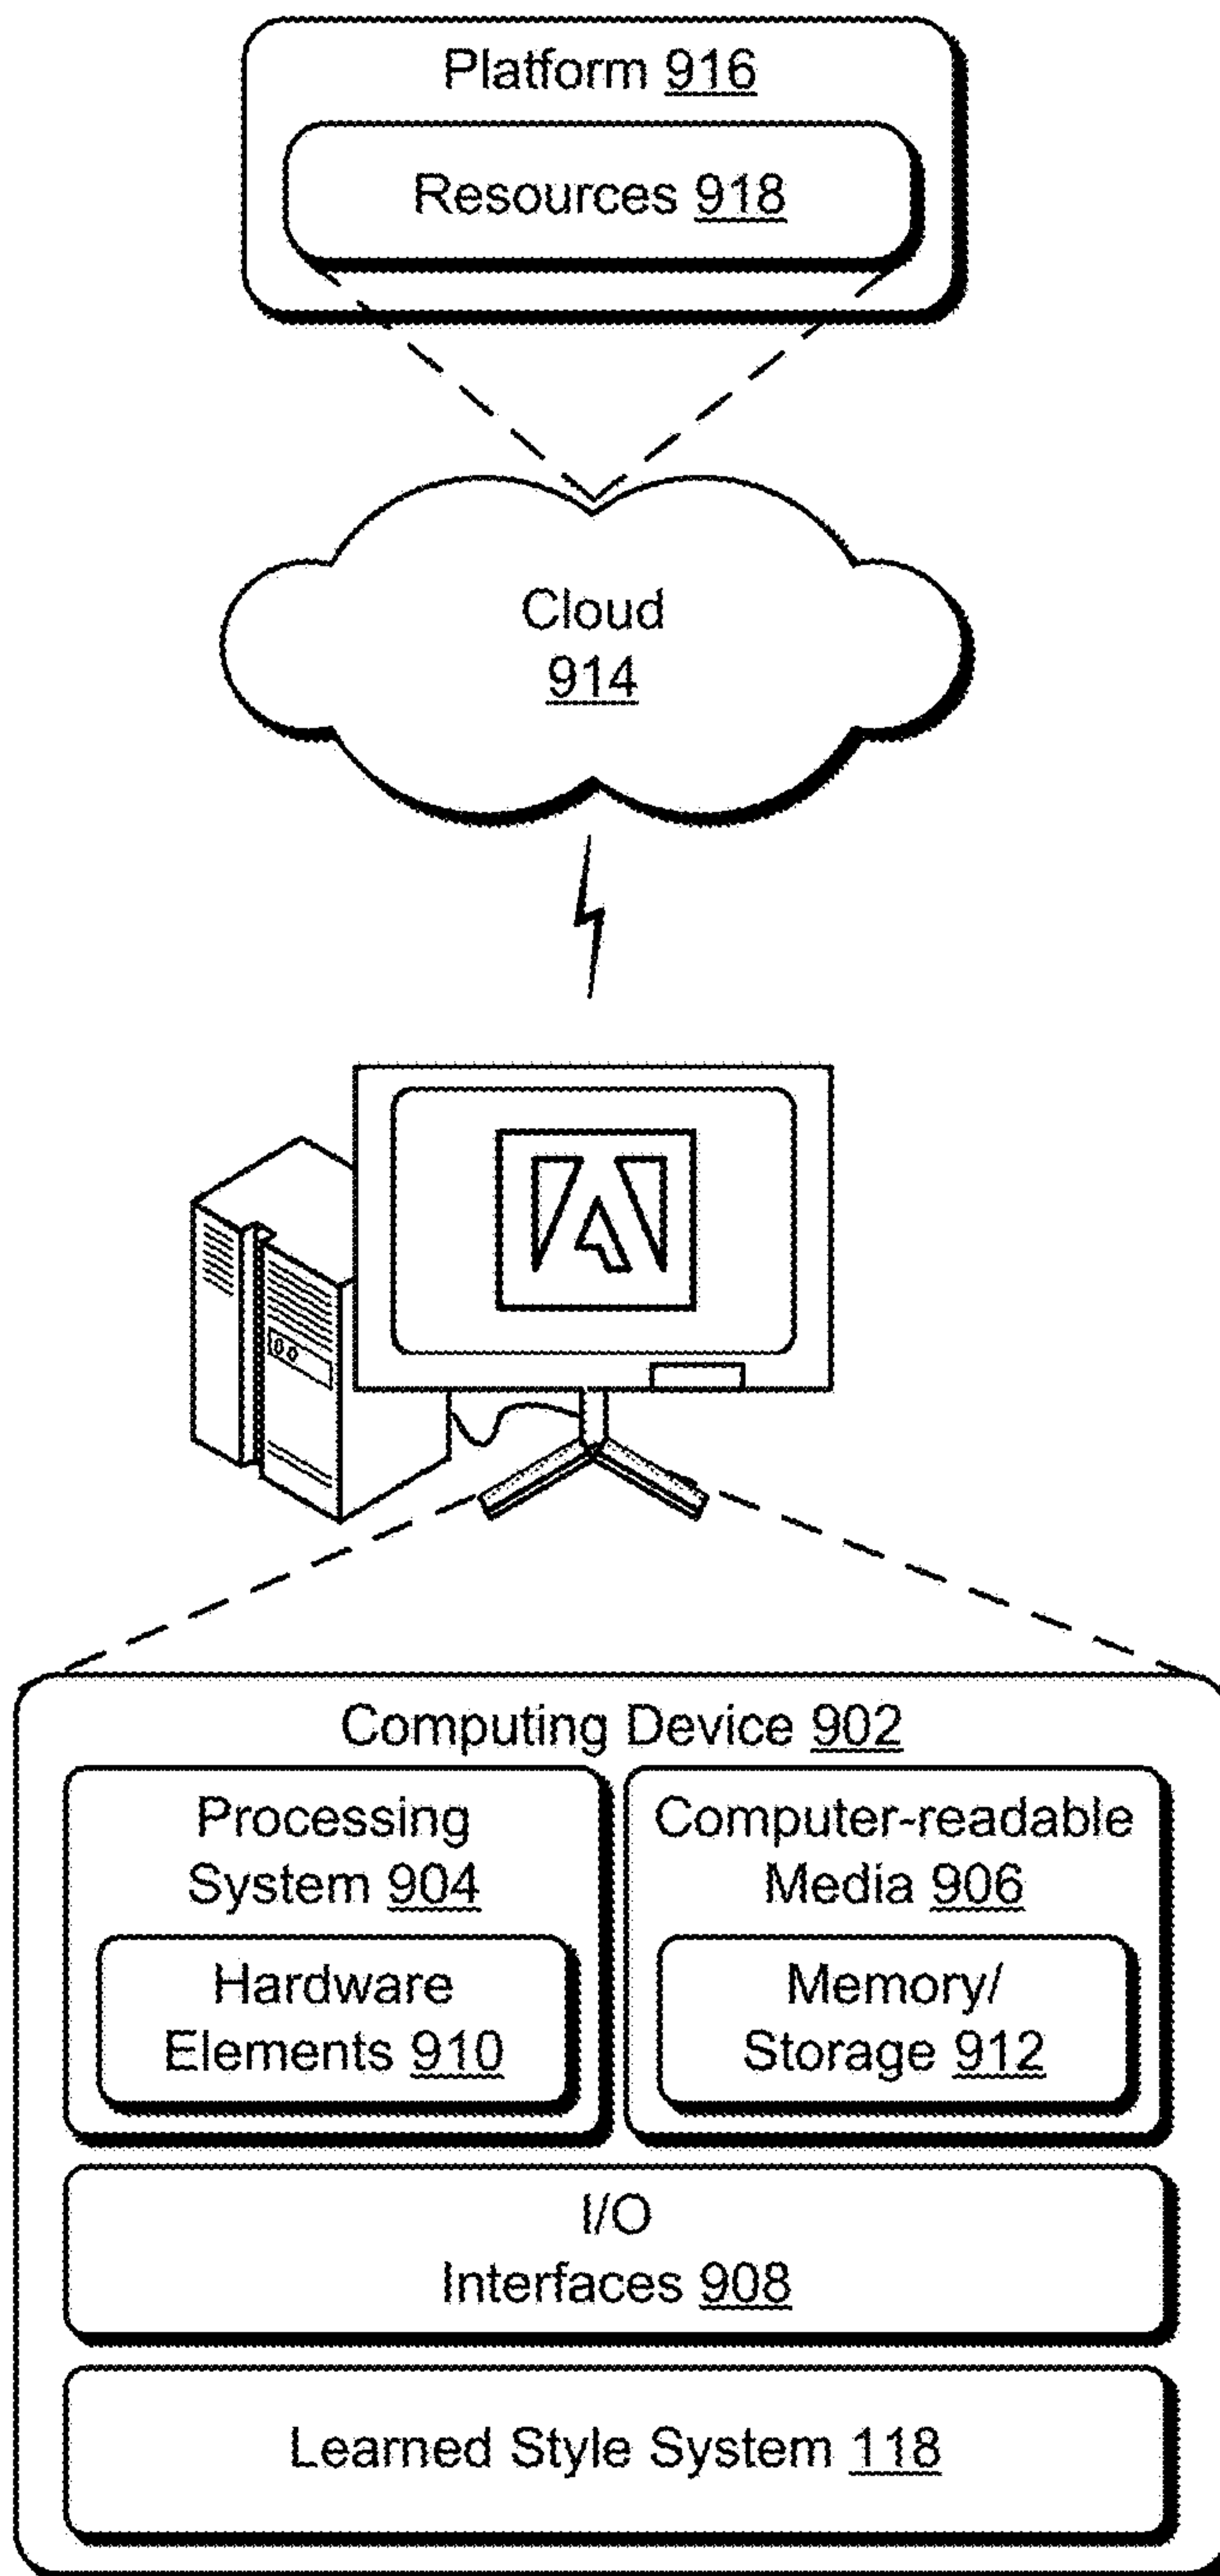 Platform 916
Resources 918
Cloud
914
Computing Device 902
Processing
System 904
Hardware
Elements 910
Computer-readable
Media 906
Memory/
Storage 912
I/O
Interfaces 908
Learned Style System 118